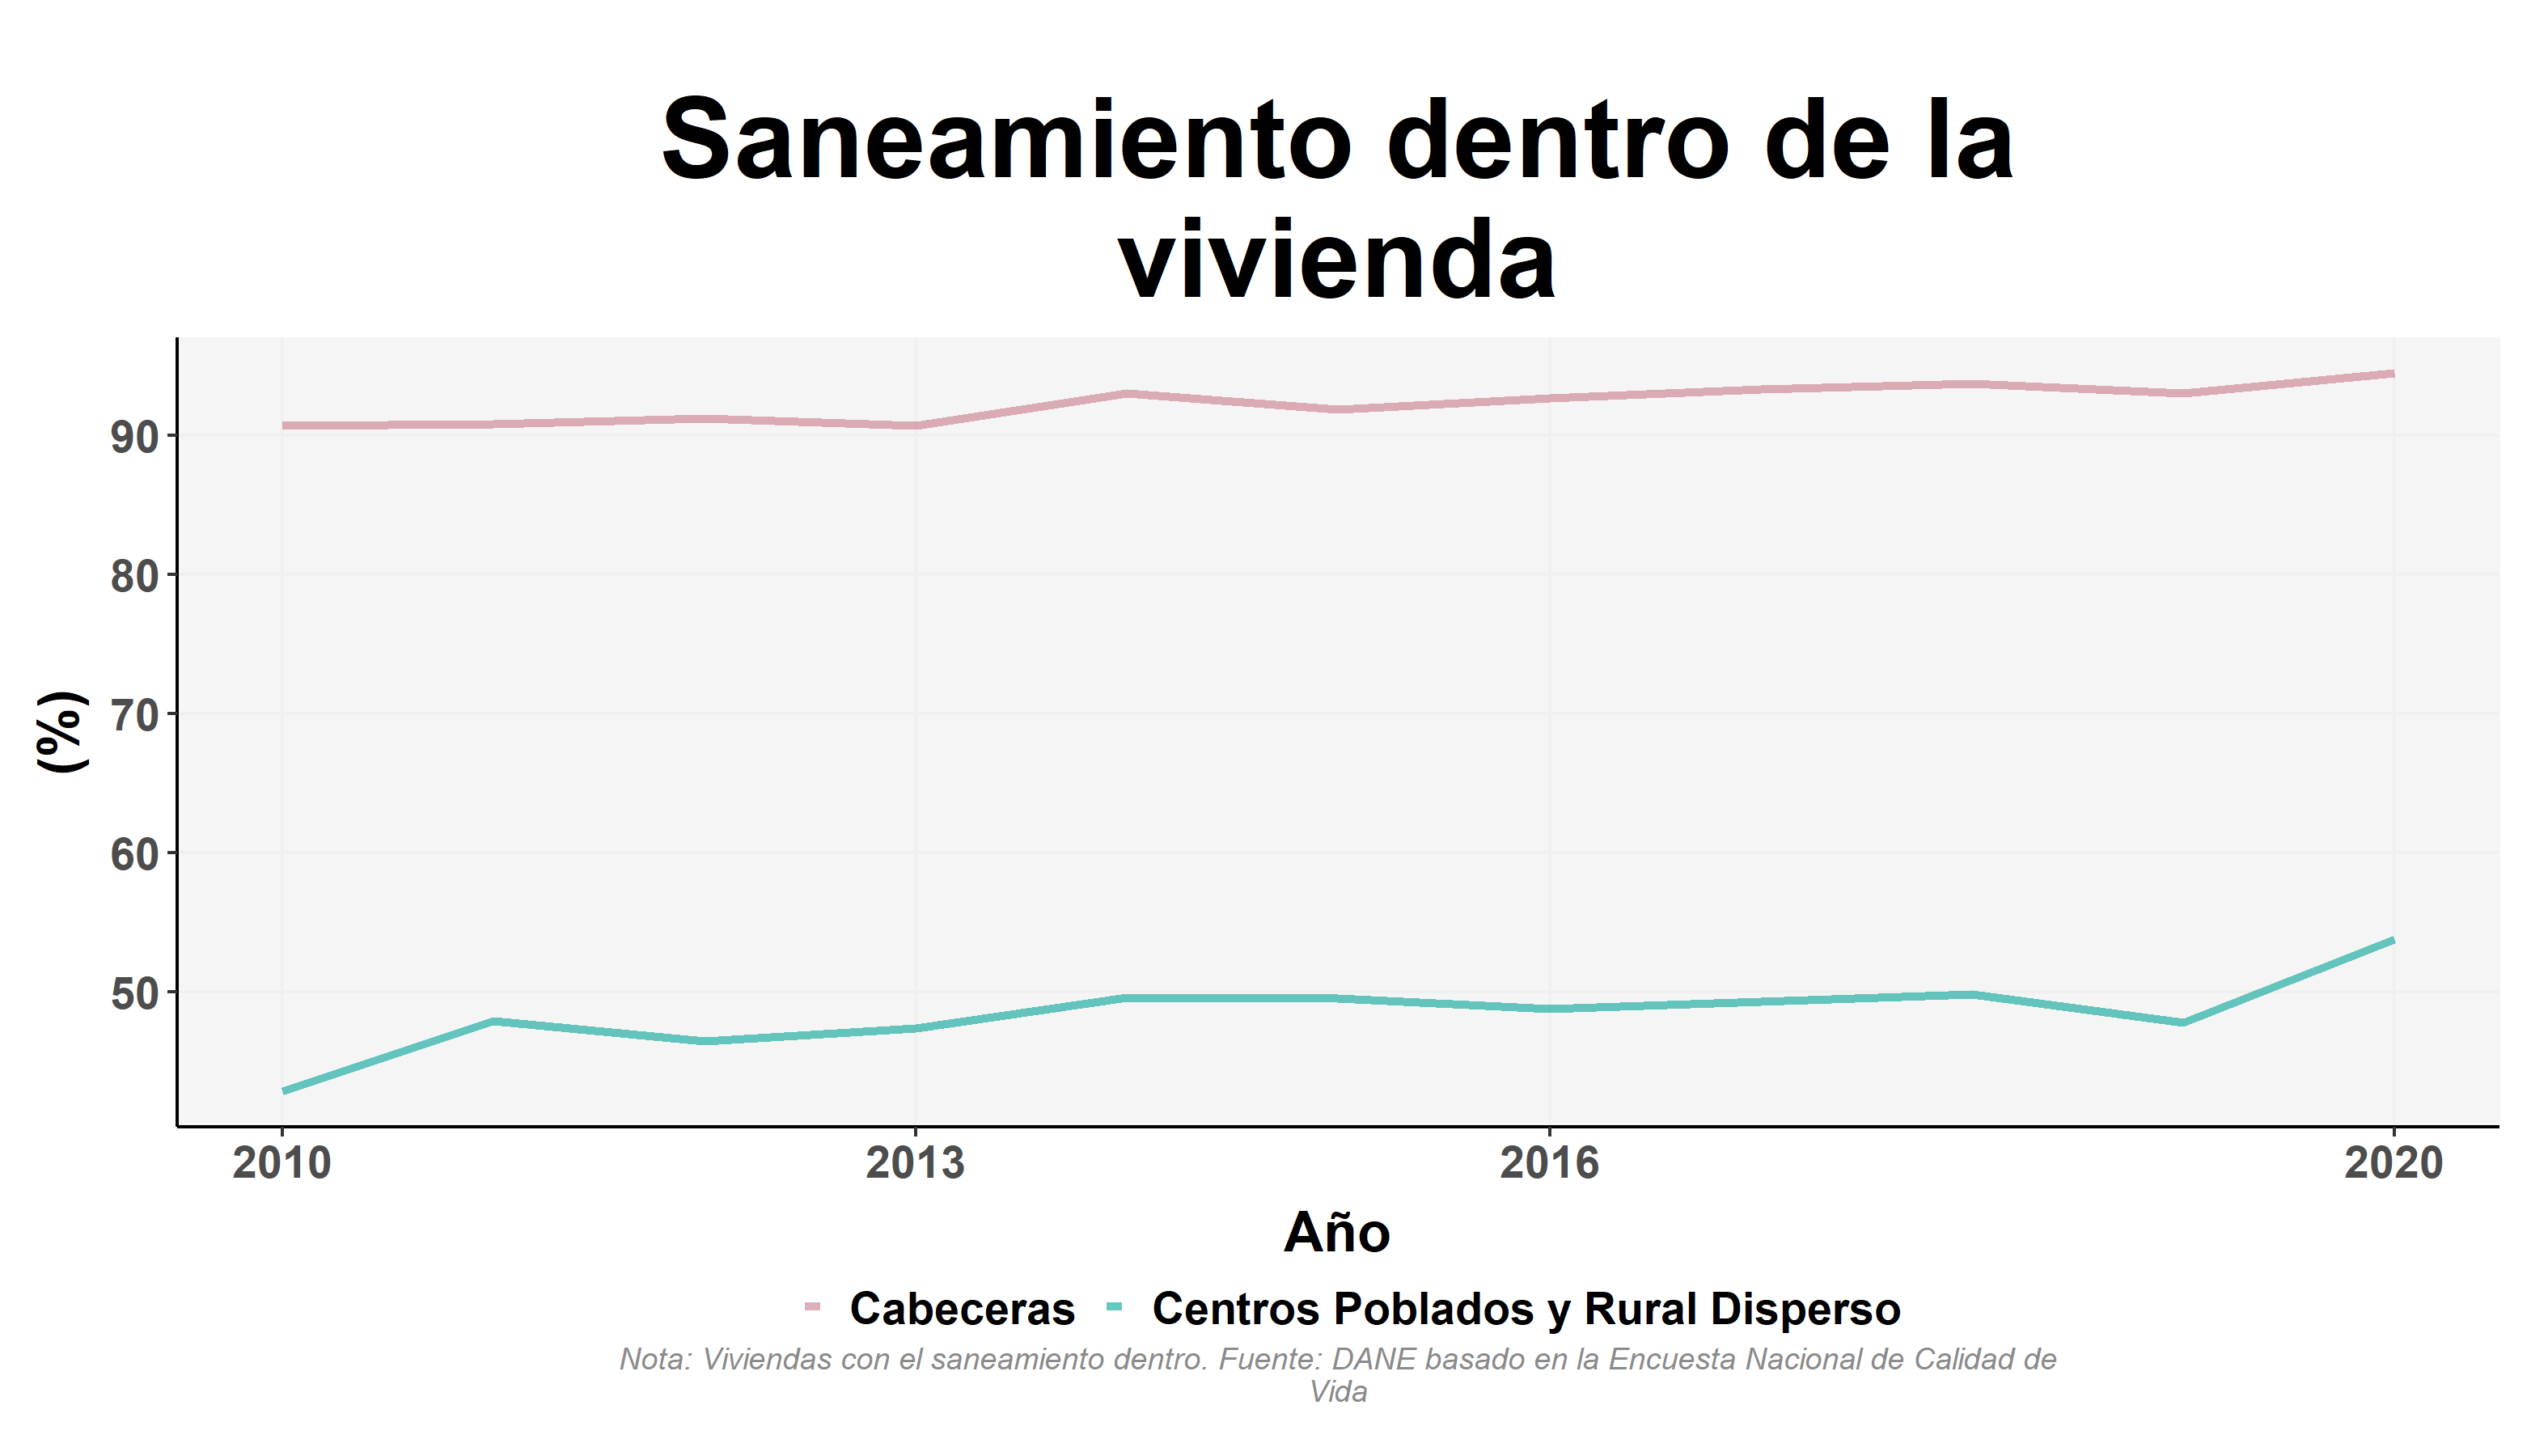 Saneamiento dentro de la
vivienda
(%)
90
80
70
60
50
2010 2013 2016 2020
Año
Cabeceras Centros Poblados y Rural Disperso
Nota: Viviendas con el saneamiento dentro. Fuente: DANE basado en la Encuesta Nacional de Calidad de
Vida